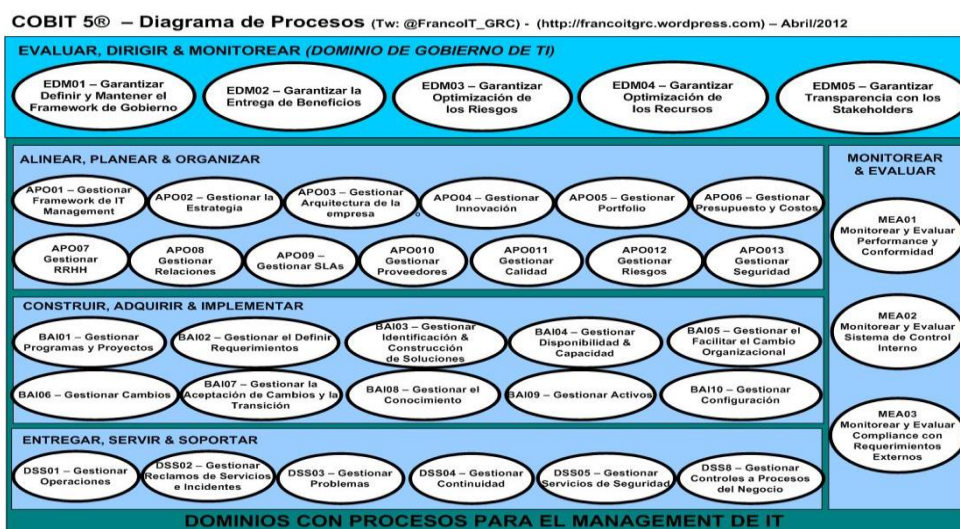 COBIT 5® – Diagrama de Procesos (Tw: @FrancoIT_GRC) - (http://francoitgrc.wordpress.com) – Abril/2012
EVALUAR, DIRIGIR & MONITOREAR (DOMINIO DE GOBIERNO DE TI)
EDM01 – Garantizar
Definir y Mantener el
Framework de Gobierno
EDM02 – Garantizar la
Entrega de Beneficios
EDM03 – Garantizar
Optimización de
los Riesgos
EDM04 – Garantizar
Optimización de
los Recursos
EDM05 – Garantizar
Transparencia con los
Stakeholders
ALINEAR, PLANEAR & ORGANIZAR
APO01 – Gestionar
Framework de IT
Management
APO02 – Gestionar la
Estrategia
APO03 – Gestionar
Arquitectura de la
empresa
APO04 – Gestionar
Innovación
APO05 – Gestionar
Portfolio
APO06 – Gestionar
Presupuesto y Costos
APO07
Gestionar
RRHH
APO08
Gestionar
Relaciones
APO09 –
Gestionar SLAs
APO010
Gestionar
Proveedores
APO011
Gestionar
Calidad
APO012
Gestionar
Riesgos
APO013
Gestionar
Seguridad
CONSTRUIR, ADQUIRIR & IMPLEMENTAR
BAI01 – Gestionar
Programas y Proyectos
BAI02 – Gestionar el Definir
Requerimientos
BAI03 – Gestionar
Identificación &
Construcción
de Soluciones
BAI04 – Gestionar
Disponibilidad &
Capacidad
BAI05 – Gestionar el
Facilitar el Cambio
Organizacional
BAI06 – Gestionar Cambios
BAI07 – Gestionar la
Aceptación de Cambios y la
Transición
BAI08 – Gestionar el
Conocimiento
BAI09 – Gestionar Activos
BAI10 – Gestionar
Configuración
ENTREGAR, SERVIR & SOPORTAR
DSS01 – Gestionar
Operaciones
DSS02 – Gestionar
Reclamos de Servicios
e Incidentes
DSS03 – Gestionar
Problemas
DSS04 – Gestionar
Continuidad
DSS05 – Gestionar
Servicios de Seguridad
DSS8 – Gestionar
Controles a Procesos
del Negocio
MONITOREAR
& EVALUAR
MEA01
Monitorear y Evaluar
Performance y
Conformidad
MEA02
Monitorear y Evaluar
Sistema de Control
Interno
MEA03
Monitorear y Evaluar
Compliance con
Requerimientos
Externos
DOMINIOS CON PROCESOS PARA EL MANAGEMENT DE IT